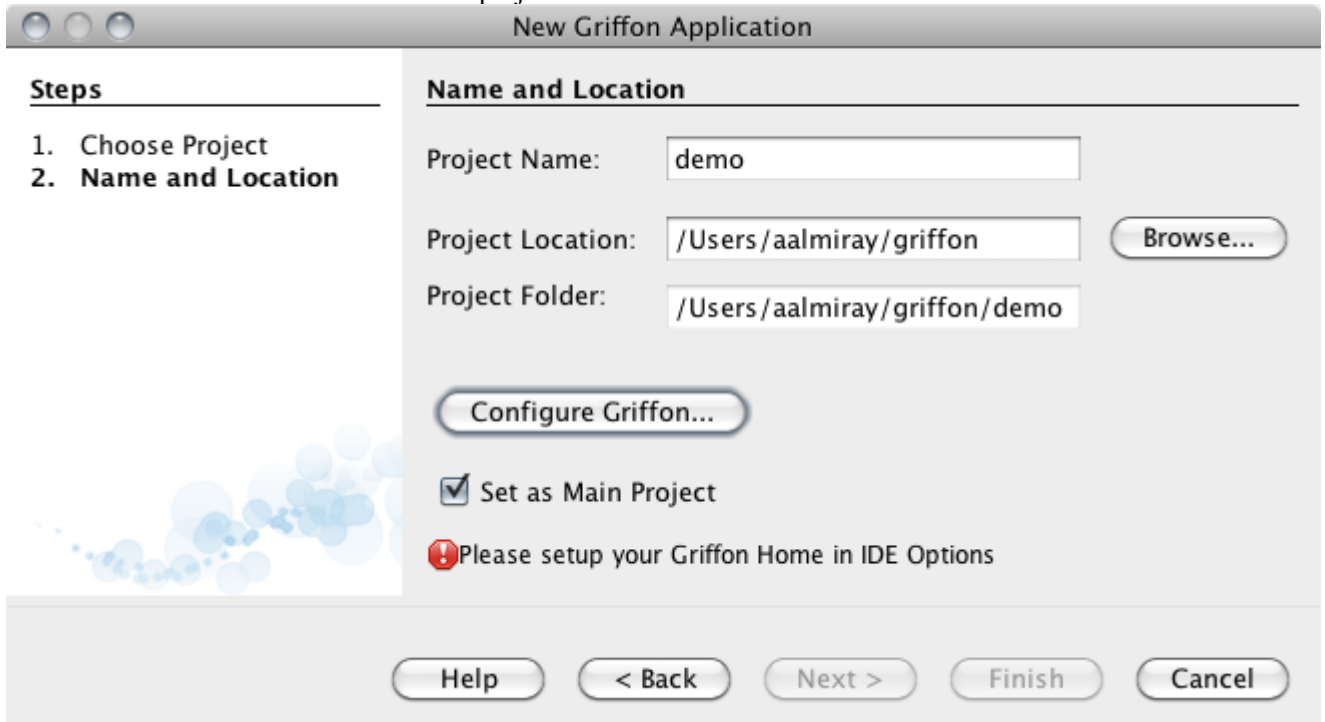 New Griffon Application
Steps
1. Choose Project
2. Name and Location
Name and Location
Project Name: demo
Project Location: /Users/aalmiray/griffon Browse...
Project Folder: /Users/aalmiray/griffon/demo
Configure Griffon...
Set as Main Project
Please setup your Griffon Home in IDE Options
Help < Back Next > Finish Cancel